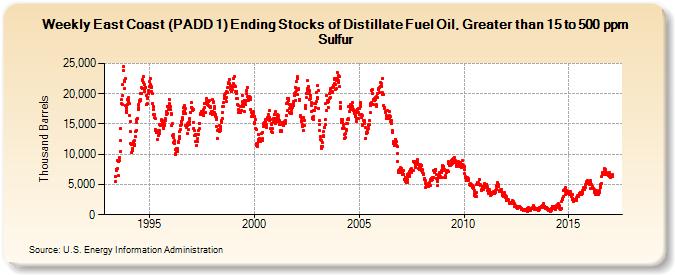 Weekly East Coast (PADD 1) Ending Stocks of Distillate Fuel Oil, Greater than 15 to 500 ppm
Sulfur
Thousand Barrels
25,000
20,000
15,000
10,000
5,000
0
1995
2000
2005
2010
2015
Source: U.S. Energy Information Administration